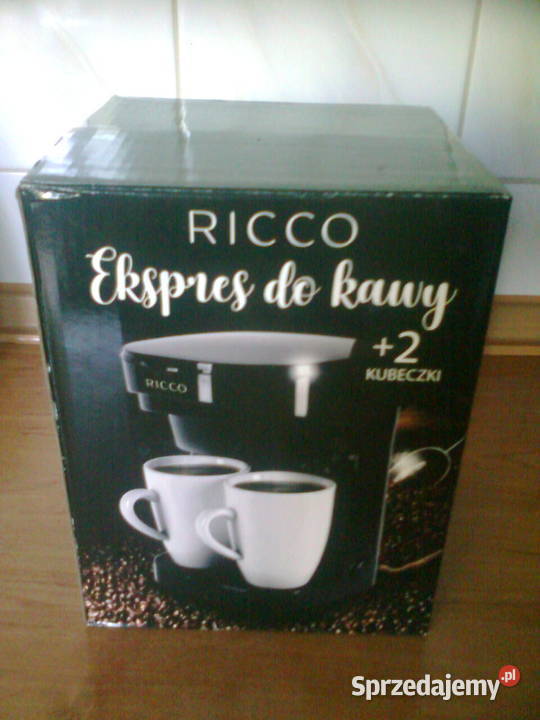 RICCO
Ekspres do kawy
+2
KUBECZKI
RICCO
Sprzedajemy.pl